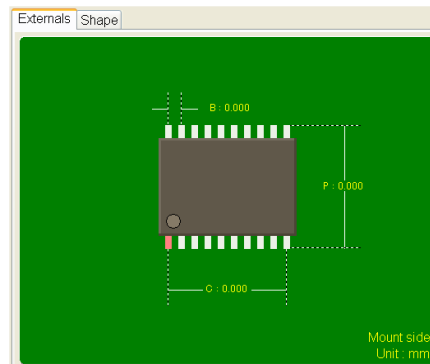 Externals Shape
B : 0.000
P : 0.000
C : 0.000
Mount side
Unit : mm